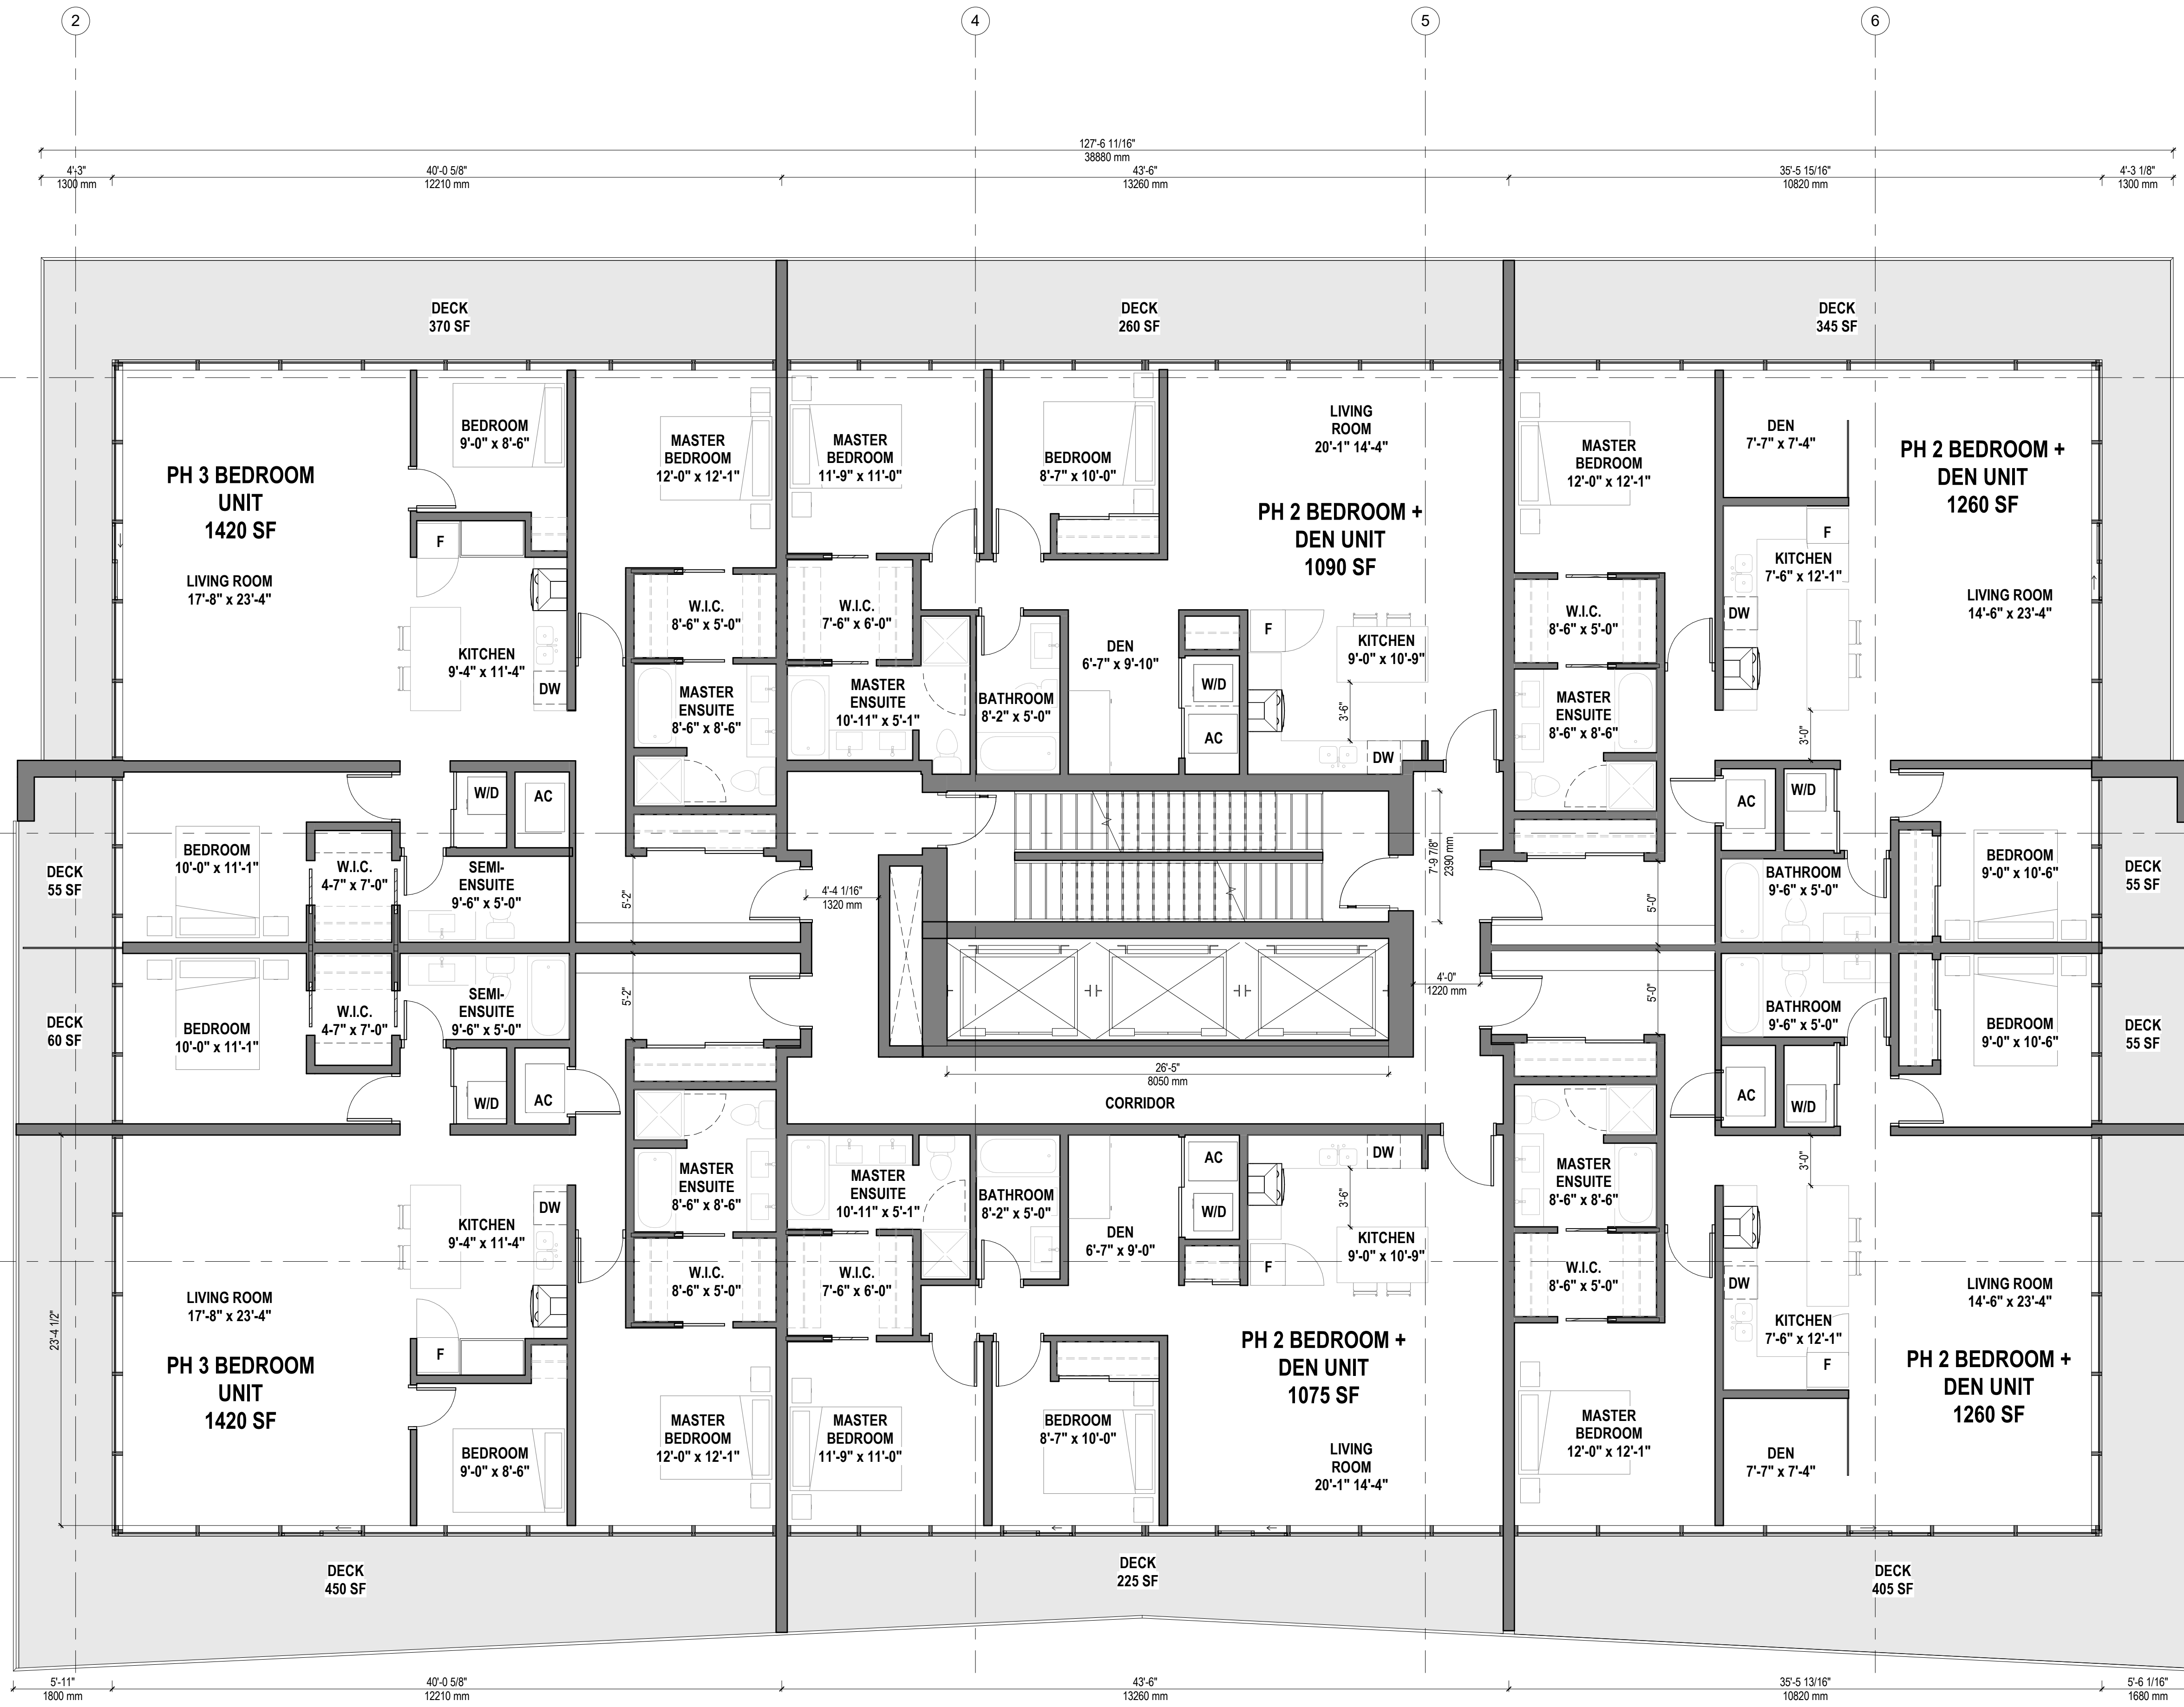 2
4
5
6
127'-6 11/16"
38880 mm
4'-3"
1300 mm
40'-0 5/8"
12210 mm
43'-6"
13260 mm
35'-5 15/16"
10820 mm
4'-3 1/8"
1300 mm
DECK
370 SF
DECK
260 SF
DECK
345 SF
PH 3 BEDROOM
UNIT
1420 SF
LIVING ROOM
17'-8" x 23'-4"
BEDROOM
9'-0" x 8'-6"
F
KITCHEN
9'-4" x 11'-4"
DW
MASTER
BEDROOM
12'-0" x 12'-1"
W.I.C.
8'-6" x 5'-0"
MASTER
ENSUITE
8'-6" x 8'-6"
MASTER
BEDROOM
11'-9" x 11'-0"
W.I.C.
7'-6" x 6'-0"
MASTER
ENSUITE
10'-11" x 5'-1"
BEDROOM
8'-7" x 10'-0"
BATHROOM
8'-2" x 5'-0"
DEN
6'-7" x 9'-10"
W/D
AC
LIVING
ROOM
20'-1" 14'-4"
PH 2 BEDROOM +
DEN UNIT
1090 SF
F
KITCHEN
9'-0" x 10'-9"
3'-6"
DW
MASTER
BEDROOM
12'-0" x 12'-1"
W.I.C.
8'-6" x 5'-0"
MASTER
ENSUITE
8'-6" x 8'-6"
DEN
7'-7" x 7'-4"
PH 2 BEDROOM +
DEN UNIT
1260 SF
F
KITCHEN
7'-6" x 12'-1"
DW
LIVING ROOM
14'-6" x 23'-4"
3'-0"
W/D
AC
BEDROOM
10'-0" x 11'-1"
W.I.C.
4-7" x 7'-0"
SEMI-
ENSUITE
9'-6" x 5'-0"
DECK
55 SF
5'-2"
4'-4 1/16"
1320 mm
7'-9 7/8"
2390 mm
AC
W/D
BATHROOM
9'-6" x 5'-0"
5'-0"
BEDROOM
9'-0" x 10'-6"
DECK
55 SF
DECK
60 SF
BEDROOM
10'-0" x 11'-1"
W.I.C.
4-7" x 7'-0"
SEMI-
ENSUITE
9'-6" x 5'-0"
5'-2"
W/D
AC
4'-0"
1220 mm
26'-5"
8050 mm
CORRIDOR
5'-0"
BATHROOM
9'-6" x 5'-0"
AC
W/D
BEDROOM
9'-0" x 10'-6"
DECK
55 SF
23'-4 1/2"
KITCHEN
9'-4" x 11'-4"
DW
LIVING ROOM
17'-8" x 23'-4"
PH 3 BEDROOM
UNIT
1420 SF
F
BEDROOM
9'-0" x 8'-6"
MASTER
ENSUITE
8'-6" x 8'-6"
W.I.C.
8'-6" x 5'-0"
MASTER
BEDROOM
12'-0" x 12'-1"
MASTER
ENSUITE
10'-11" x 5'-1"
W.I.C.
7'-6" x 6'-0"
MASTER
BEDROOM
11'-9" x 11'-0"
BATHROOM
8'-2" x 5'-0"
BEDROOM
8'-7" x 10'-0"
DEN
6'-7" x 9'-0"
AC
W/D
DW
3'-6"
KITCHEN
9'-0" x 10'-9"
F
PH 2 BEDROOM +
DEN UNIT
1075 SF
LIVING
ROOM
20'-1" 14'-4"
MASTER
ENSUITE
8'-6" x 8'-6"
W.I.C.
8'-6" x 5'-0"
MASTER
BEDROOM
12'-0" x 12'-1"
3'-0"
DW
KITCHEN
7'-6" x 12'-1"
F
DEN
7'-7" x 7'-4"
LIVING ROOM
14'-6" x 23'-4"
PH 2 BEDROOM +
DEN UNIT
1260 SF
DECK
450 SF
DECK
225 SF
DECK
405 SF
5'-11"
1800 mm
40'-0 5/8"
12210 mm
43'-6"
13260 mm
35'-5 13/16"
10820 mm
5'-6 1/16"
1680 mm